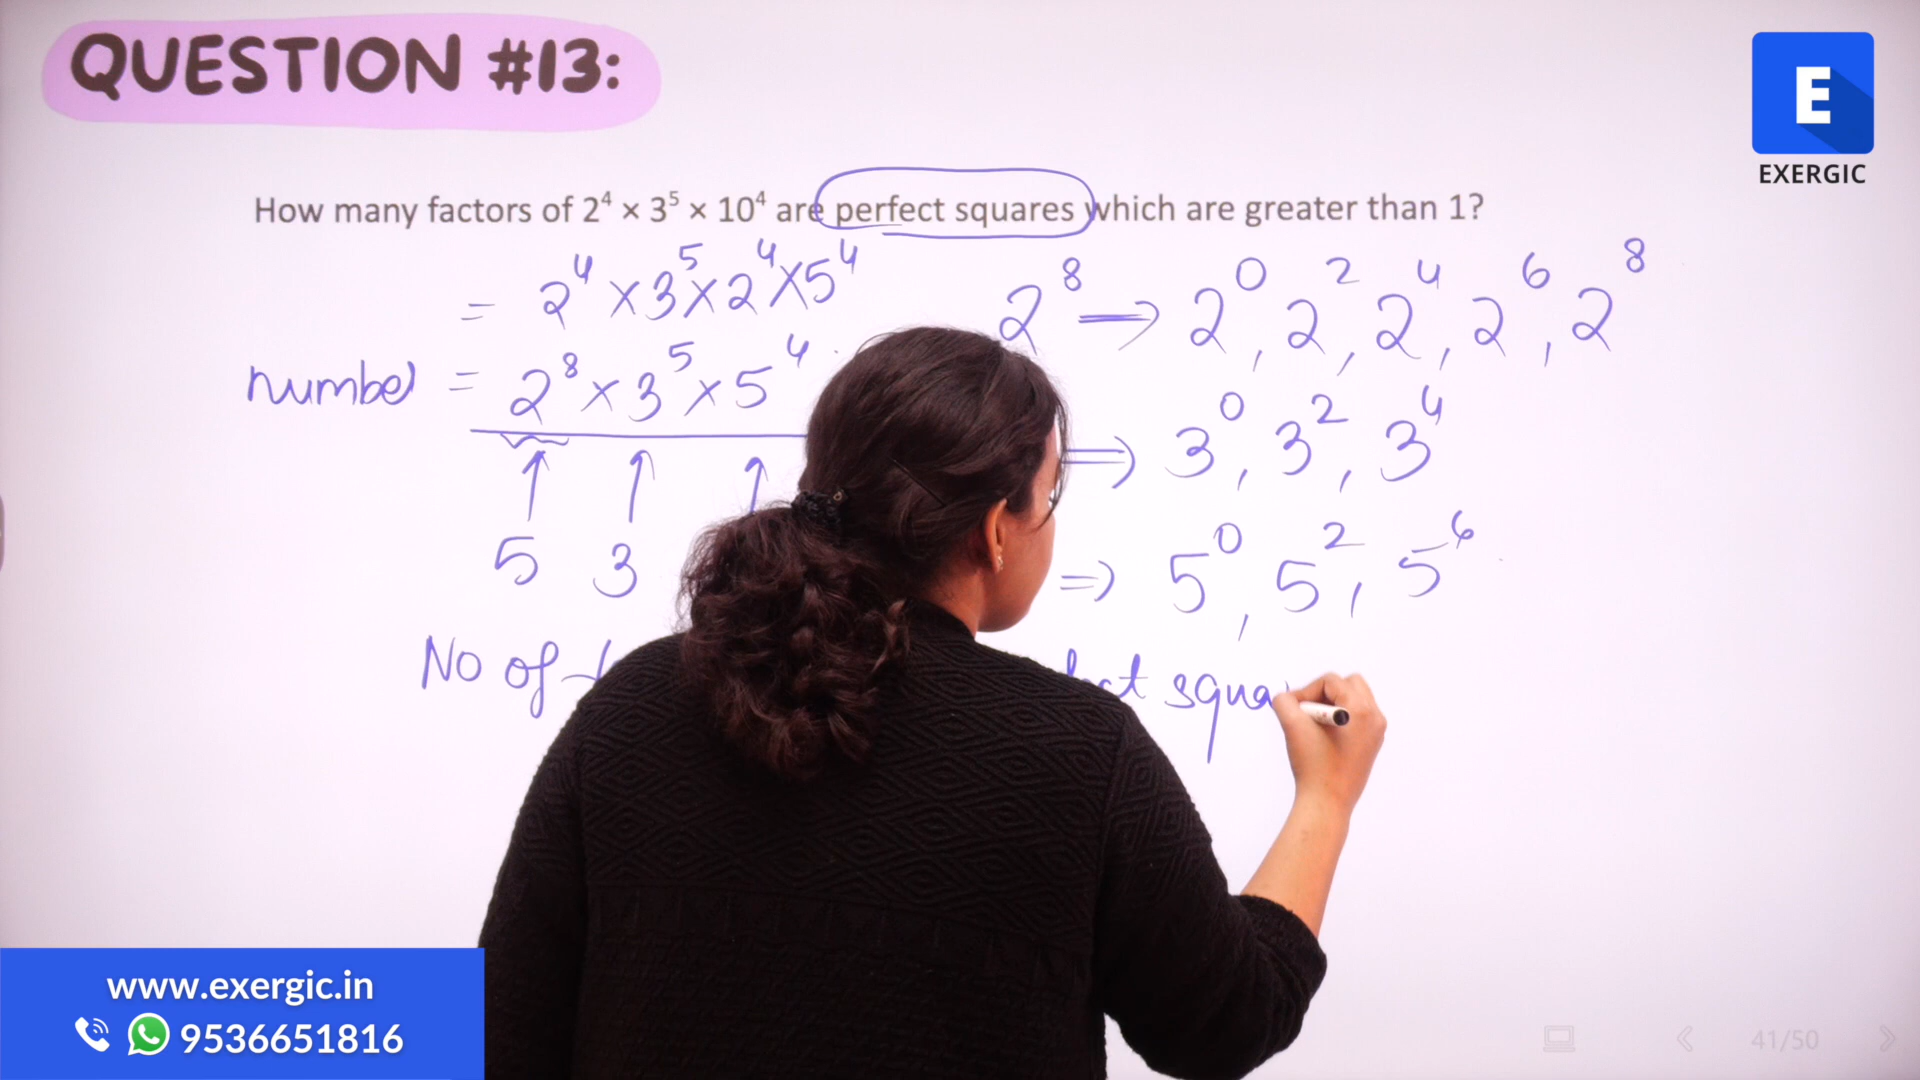 QUESTION #13:
E
EXERGIC
How many factors of 2⁴ × 3⁵ × 10⁴ are perfect squares which are greater than 1?
= 2⁴ × 3⁵ × 2⁴ × 5⁴
2⁸ → 2⁰, 2², 2⁴, 2⁶, 2⁸
number = 2⁸ × 3⁵ × 5⁴
⇒ 3⁰, 3², 3⁴
5 3
⇒ 5⁰, 5², 5⁶
No of
www.exergic.in
9536651816
41/50